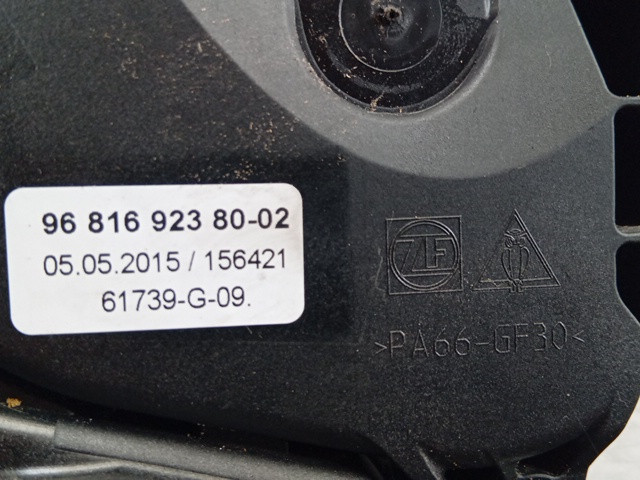 96 816 923 80-02
05.05.2015 / 156421
61739-G-09.
ZF
>PA66-GF30<